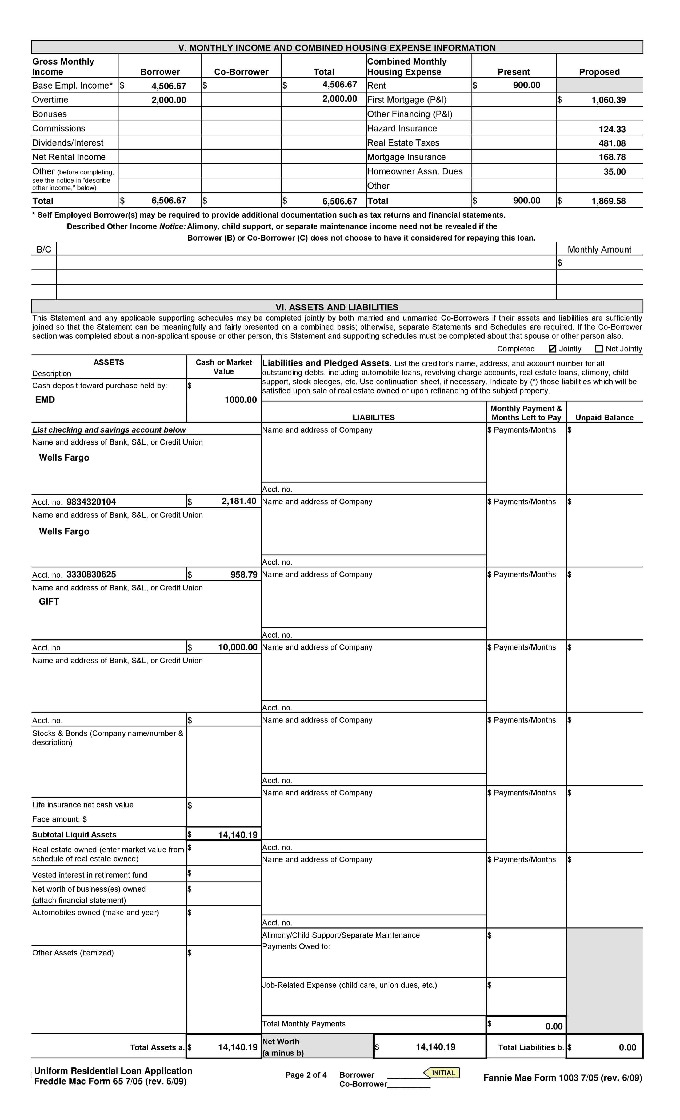 V. MONTHLY INCOME AND COMBINED HOUSING EXPENSE INFORMATION
Gross Monthly Income Borrower Co-Borrower Total Combined Monthly Housing Expense Present Proposed
Base Empl. Income* $ 4,506.67 $ $ 4,506.67 Rent $ 900.00
Overtime 2,000.00 2,000.00 First Mortgage (P&I) $ 1,060.39
Bonuses Other Financing (P&I)
Commissions Hazard Insurance 124.33
Dividends/Interest Real Estate Taxes 481.08
Net Rental Income Mortgage Insurance 168.78
Other (before completing, see the notice in "describe other income," below) Homeowner Assn. Dues 35.00
Other
Total $ 6,506.67 $ $ 6,506.67 Total $ 900.00 $ 1,869.58
* Self Employed Borrower(s) may be required to provide additional documentation such as tax returns and financial statements.
Described Other Income Notice: Alimony, child support, or separate maintenance income need not be revealed if the
Borrower (B) or Co-Borrower (C) does not choose to have it considered for repaying this loan.
B/C Monthly Amount
$
VI. ASSETS AND LIABILITIES
This Statement and any applicable supporting schedules may be completed jointly by both married and unmarried Co-Borrowers if their assets and liabilities are sufficiently
joined so that the Statement can be meaningfully and fairly presented on a combined basis; otherwise, separate Statements and Schedules are required. If the Co-Borrower
section was completed about a non-applicant spouse or other person, this Statement and supporting schedules must be completed about that spouse or other person also.
Completed ☑ Jointly ☐ Not Jointly
ASSETS
Description
Cash or Market Value
Liabilities and Pledged Assets. List the creditor's name, address, and account number for all
outstanding debts, including automobile loans, revolving charge accounts, real estate loans, alimony, child
support, stock pledges, etc. Use continuation sheet, if necessary. Indicate by (*) those liabilities which will be
satisfied upon sale of real estate owned or upon refinancing of the subject property.
Cash deposit toward purchase held by: $
EMD 1000.00
LIABILITES Monthly Payment & Months Left to Pay Unpaid Balance
List checking and savings account below Name and address of Company $ Payments/Months $
Name and address of Bank, S&L, or Credit Union
Wells Fargo
Acct. no.
Acct. no. 9834320104 $ 2,181.40 Name and address of Company $ Payments/Months $
Name and address of Bank, S&L, or Credit Union
Wells Fargo
Acct. no.
Acct. no. 3330830625 $ 958.79 Name and address of Company $ Payments/Months $
Name and address of Bank, S&L, or Credit Union
GIFT
Acct. no.
Acct. no. $ 10,000.00 Name and address of Company $ Payments/Months $
Name and address of Bank, S&L, or Credit Union
Acct. no.
Acct. no. $ Name and address of Company $ Payments/Months $
Stocks & Bonds (Company name/number & description)
Acct. no.
Name and address of Company $ Payments/Months $
Life insurance net cash value $
Face amount: $
Subtotal Liquid Assets $ 14,140.19
Acct. no.
Real estate owned (enter market value from schedule of real estate owned) $ Name and address of Company $ Payments/Months $
Vested interest in retirement fund $
Net worth of business(es) owned (attach financial statement) $
Automobiles owned (make and year) $
Acct. no.
Alimony/Child Support/Separate Maintenance Payments Owed to: $
Other Assets (itemized) $
Job-Related Expense (child care, union dues, etc.) $
Total Monthly Payments $ 0.00
Total Assets a. $ 14,140.19 Net Worth (a minus b) $ 14,140.19 Total Liabilities b. $ 0.00
Uniform Residential Loan Application
Freddie Mac Form 65 7/05 (rev. 6/09)
Page 2 of 4
Borrower
Co-Borrower
INITIAL
Fannie Mae Form 1003 7/05 (rev. 6/09)